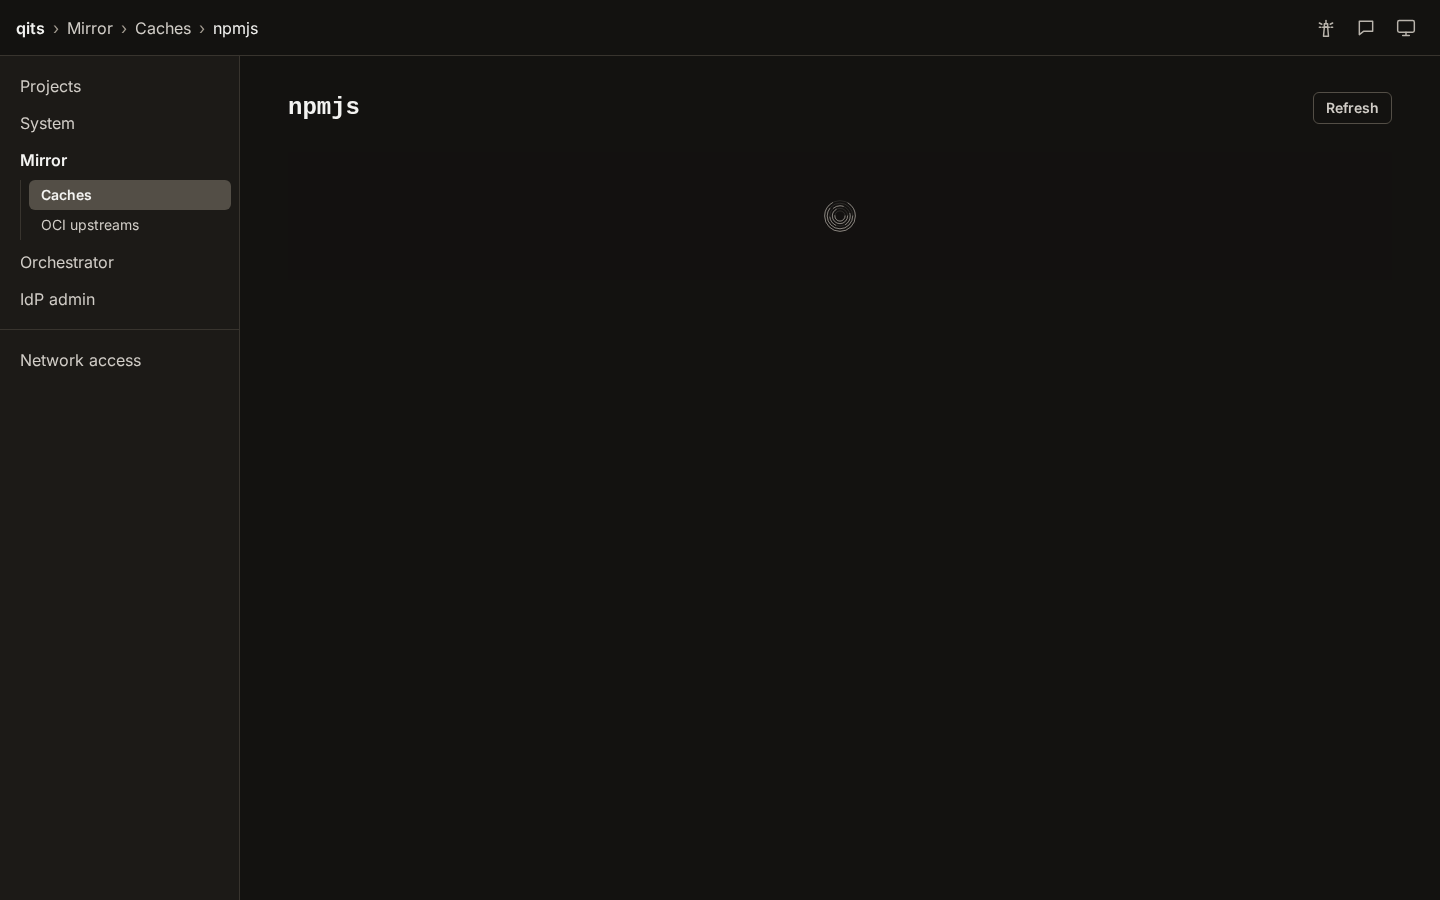 qits › Mirror › Caches › npmjs
Projects
System
Mirror
Caches
OCI upstreams
Orchestrator
IdP admin
Network access
npmjs
Refresh